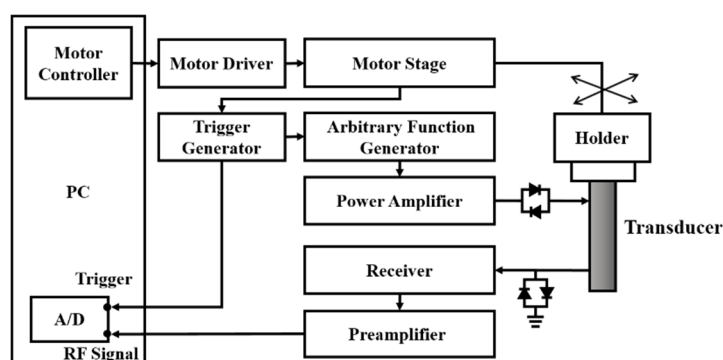 Motor
Controller
Motor Driver
Motor Stage
Trigger
Generator
Arbitrary Function
Generator
Holder
PC
Power Amplifier
Transducer
Receiver
Trigger
A/D
Preamplifier
RF Signal